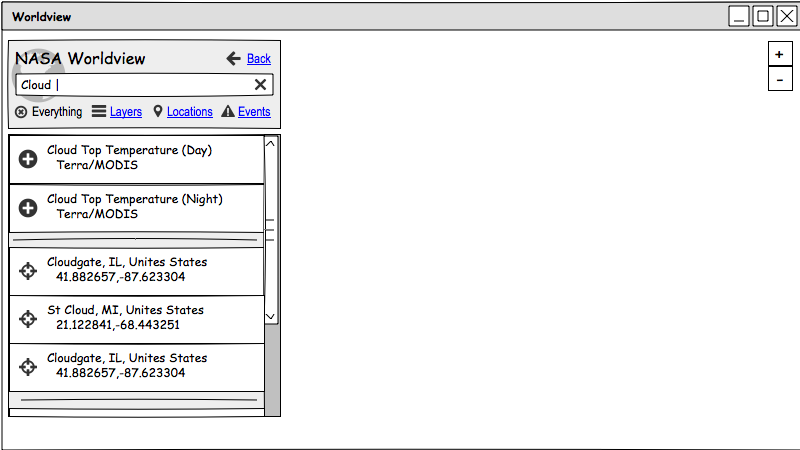 Worldview
NASA Worldview
Back
Cloud
Everything Layers Locations Events
Cloud Top Temperature (Day)
Terra/MODIS
Cloud Top Temperature (Night)
Terra/MODIS
Cloudgate, IL, Unites States
41.882657,-87.623304
St Cloud, MI, Unites States
21.122841,-68.443251
Cloudgate, IL, Unites States
41.882657,-87.623304
+
-